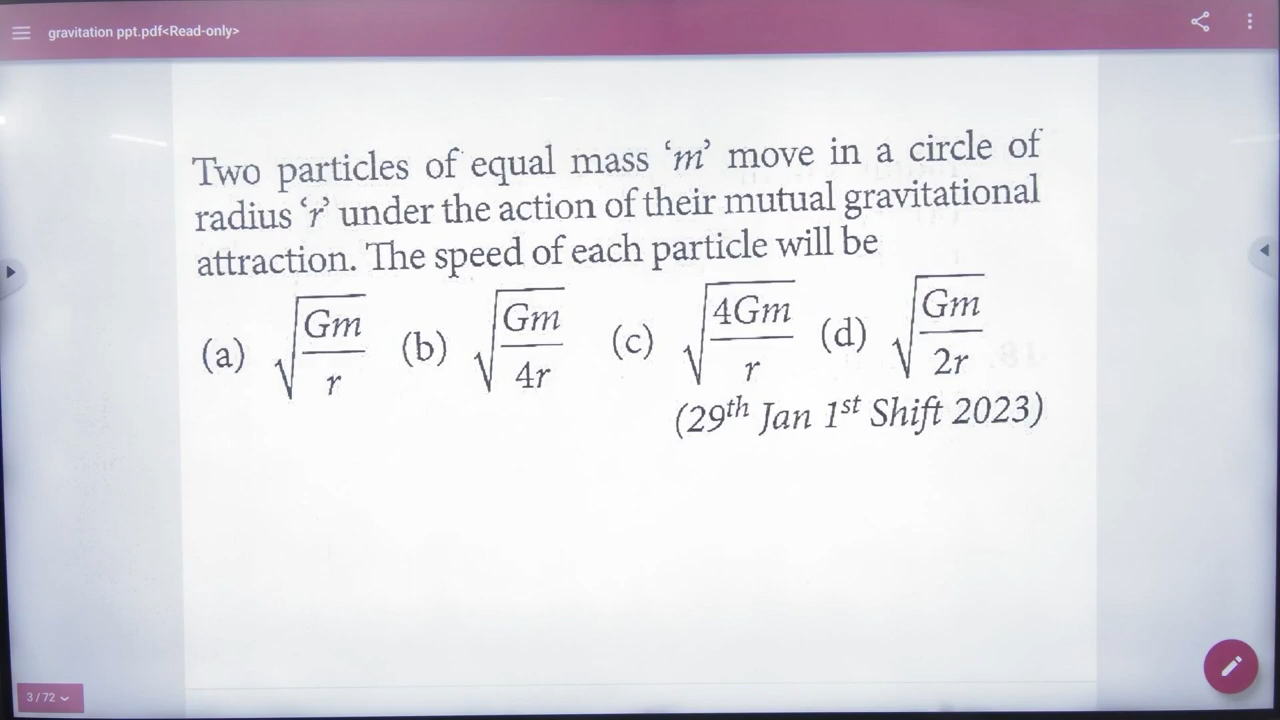 gravitation ppt.pdf<Read-only>
Two particles of equal mass ‘m’ move in a circle of
radius ‘r’ under the action of their mutual gravitational
attraction. The speed of each particle will be
(a) √(Gm/r) (b) √(Gm/4r) (c) √(4Gm/r) (d) √(Gm/2r)
(29th Jan 1st Shift 2023)
3 / 72